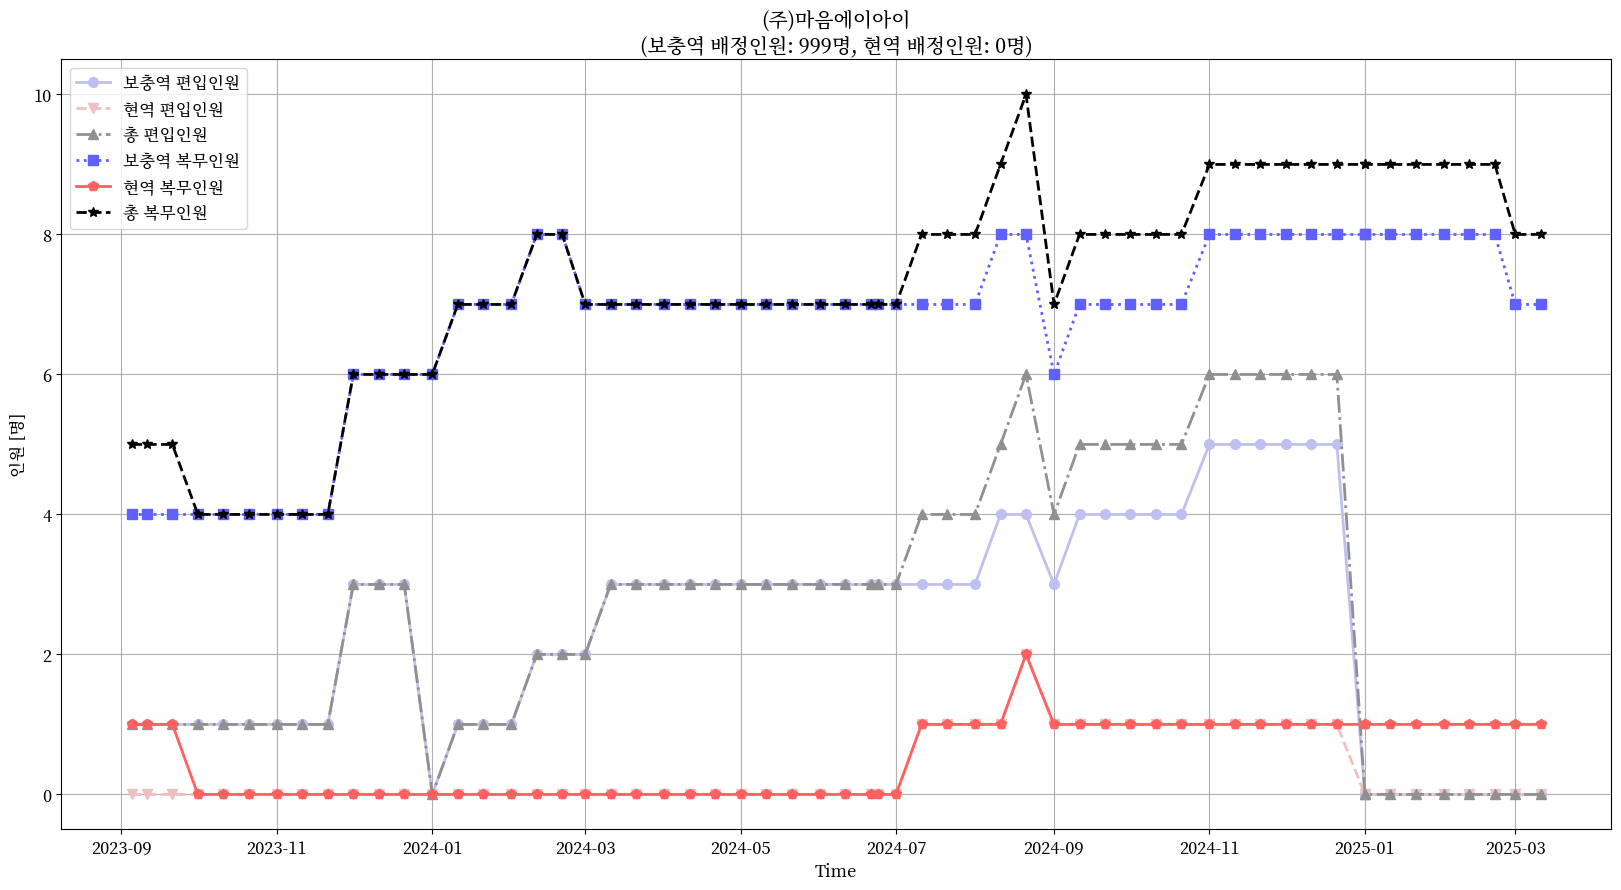 (주)마음에이아이
(보충역 배정인원: 999명, 현역 배정인원: 0명)
보충역 편입인원
현역 편입인원
총 편입인원
보충역 복무인원
현역 복무인원
총 복무인원
인원 [명]
10
8
6
4
2
0
2023-09
2023-11
2024-01
2024-03
2024-05
2024-07
2024-09
2024-11
2025-01
2025-03
Time